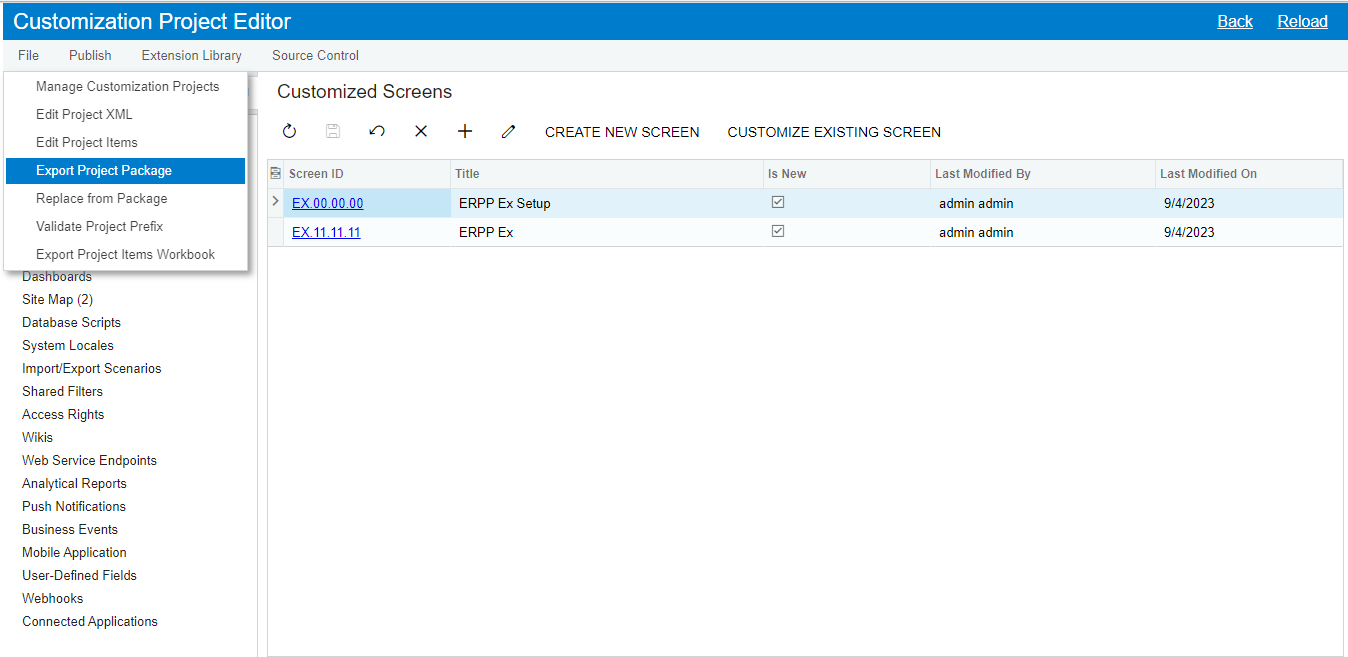 Customization Project Editor Back Reload
File Publish Extension Library Source Control
Manage Customization Projects
Edit Project XML
Edit Project Items
Export Project Package
Replace from Package
Validate Project Prefix
Export Project Items Workbook
Dashboards
Site Map (2)
Database Scripts
System Locales
Import/Export Scenarios
Shared Filters
Access Rights
Wikis
Web Service Endpoints
Analytical Reports
Push Notifications
Business Events
Mobile Application
User-Defined Fields
Webhooks
Connected Applications
Customized Screens
CREATE NEW SCREEN CUSTOMIZE EXISTING SCREEN
Screen ID Title Is New Last Modified By Last Modified On
EX.00.00.00 ERPP Ex Setup admin admin 9/4/2023
EX.11.11.11 ERPP Ex admin admin 9/4/2023